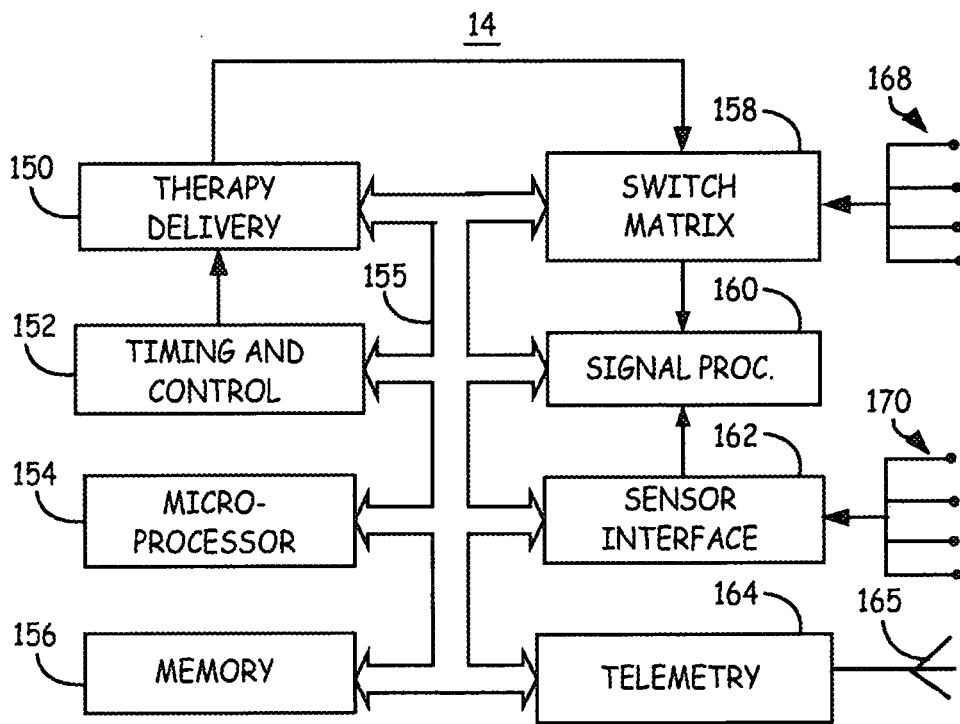 14
168
158
150
THERAPY
DELIVERY
SWITCH
MATRIX
155
160
152
TIMING AND
CONTROL
SIGNAL PROC.
162
170
154
MICRO-
PROCESSOR
SENSOR
INTERFACE
164
165
156
MEMORY
TELEMETRY